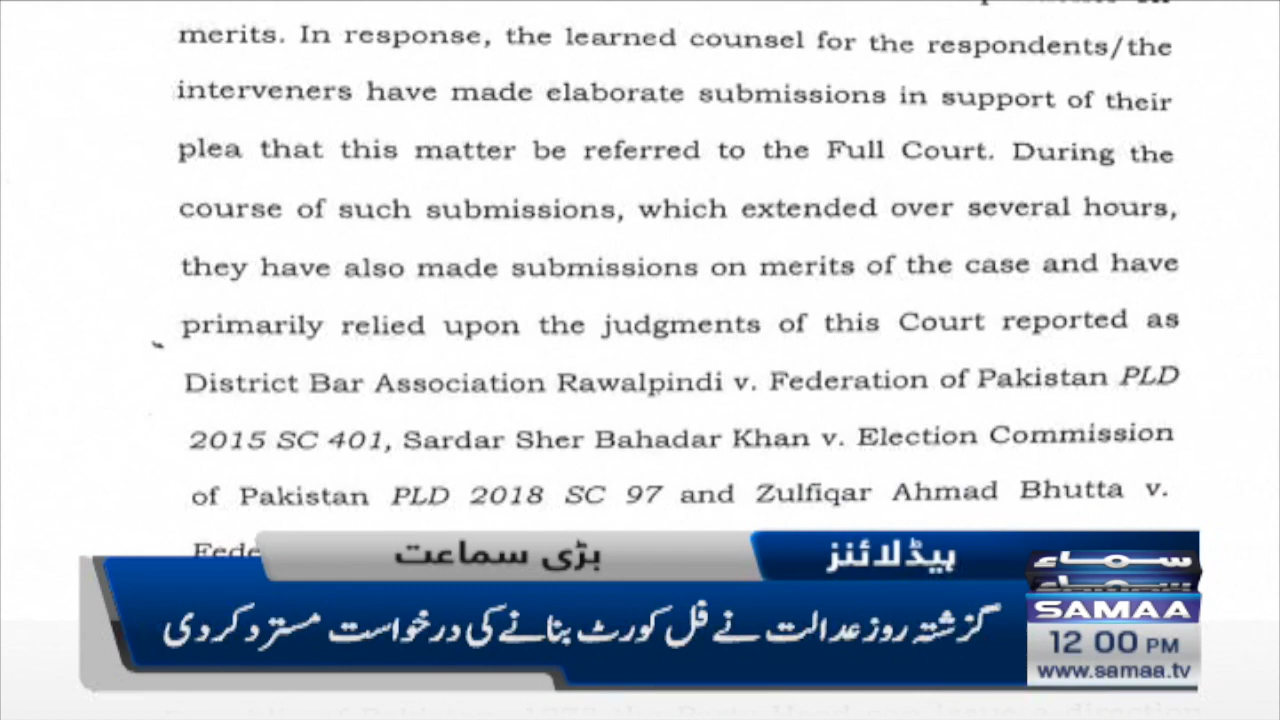 merits. In response, the learned counsel for the respondents/the
interveners have made elaborate submissions in support of their
plea that this matter be referred to the Full Court. During the
course of such submissions, which extended over several hours,
they have also made submissions on merits of the case and have
primarily relied upon the judgments of this Court reported as
District Bar Association Rawalpindi v. Federation of Pakistan PLD
2015 SC 401, Sardar Sher Bahadar Khan v. Election Commission
of Pakistan PLD 2018 SC 97 and Zulfiqar Ahmad Bhutta v.
ہیڈلائنز
بڑی سماعت
گزشتہ روز عدالت نے فل کورٹ بنانے کی درخواست مسترد کر دی
سماء
SAMAA
12 00 PM
www.samaa.tv